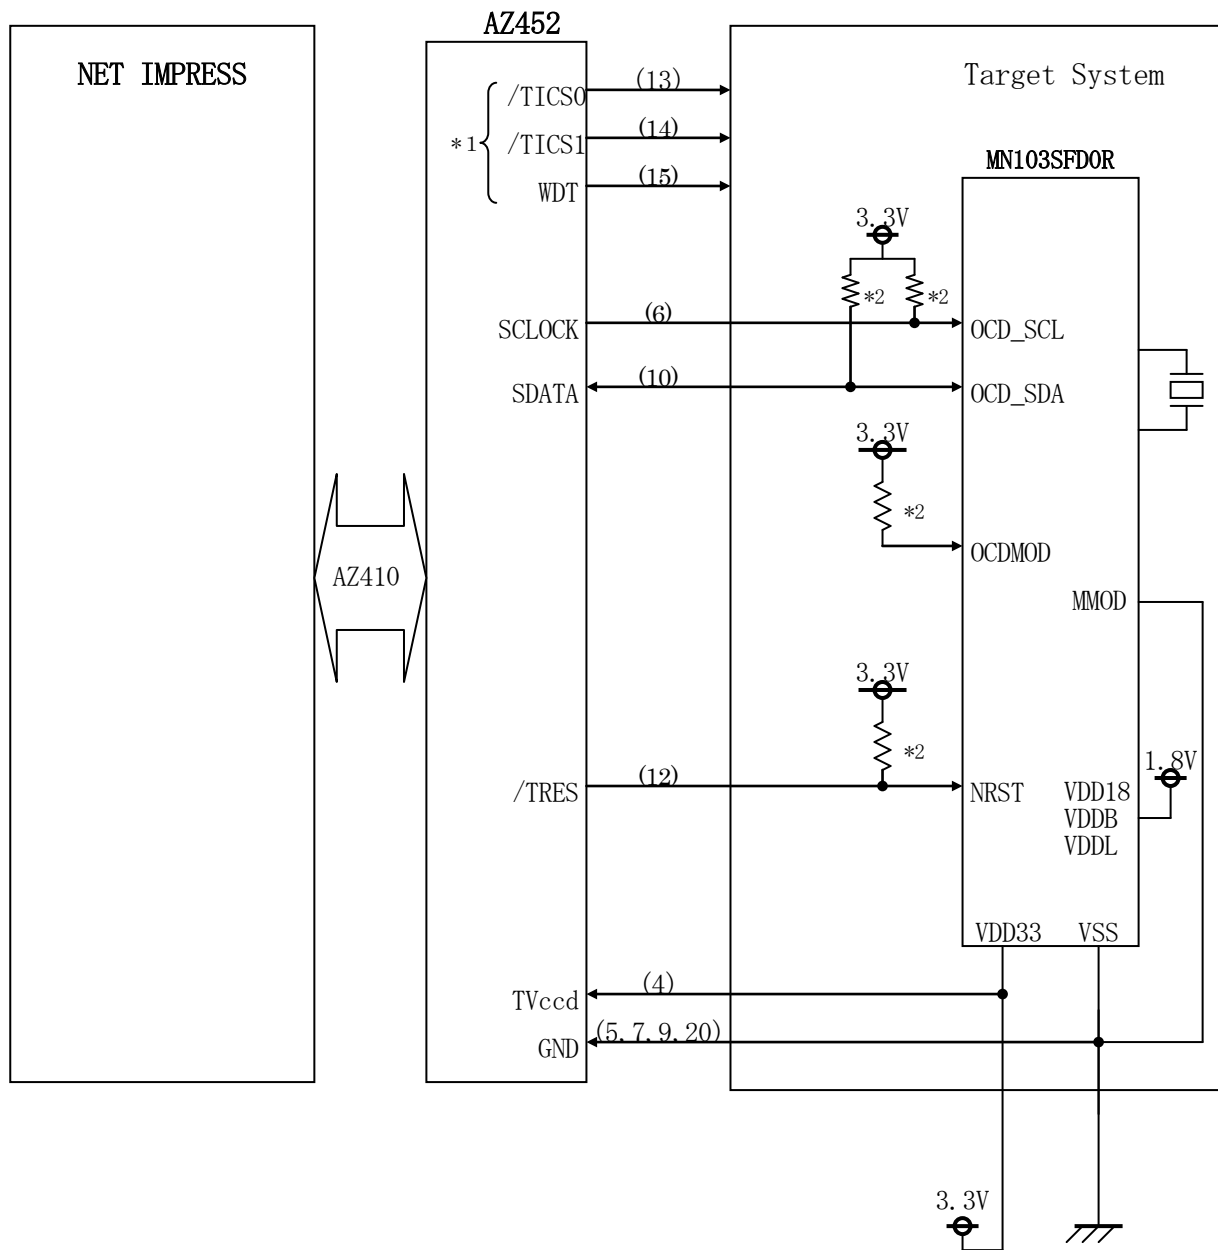 AZ452
NET IMPRESS
Target System
/TICS0
(13)
*1
/TICS1
(14)
WDT
(15)
MN103SFD0R
3.3V
*2
*2
SCLOCK
(6)
OCD_SCL
SDATA
(10)
OCD_SDA
3.3V
*2
OCDMOD
AZ410
MMOD
3.3V
*2
1.8V
/TRES
(12)
NRST
VDD18
VDDB
VDDL
VDD33
VSS
TVccd
(4)
GND
(5,7,9,20)
3.3V